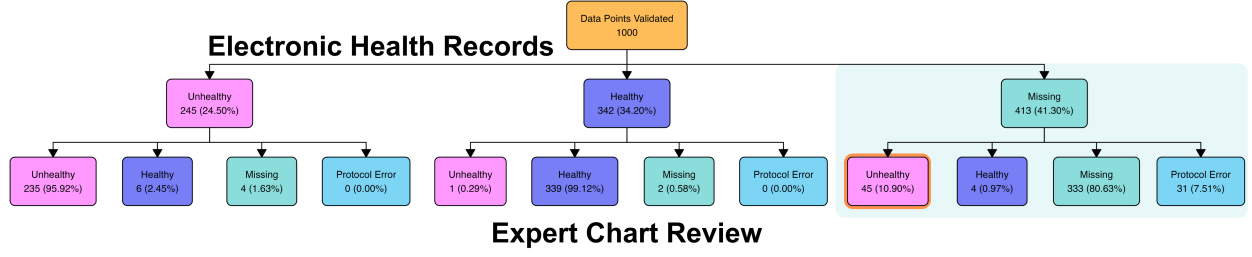 Data Points Validated
1000
Electronic Health Records
Unhealthy
245 (24.50%)
Healthy
342 (34.20%)
Missing
413 (41.30%)
Unhealthy
235 (95.92%)
Healthy
6 (2.45%)
Missing
4 (1.63%)
Protocol Error
0 (0.00%)
Unhealthy
1 (0.29%)
Healthy
339 (99.12%)
Missing
2 (0.58%)
Protocol Error
0 (0.00%)
Unhealthy
45 (10.90%)
Healthy
4 (0.97%)
Missing
333 (80.63%)
Protocol Error
31 (7.51%)
Expert Chart Review